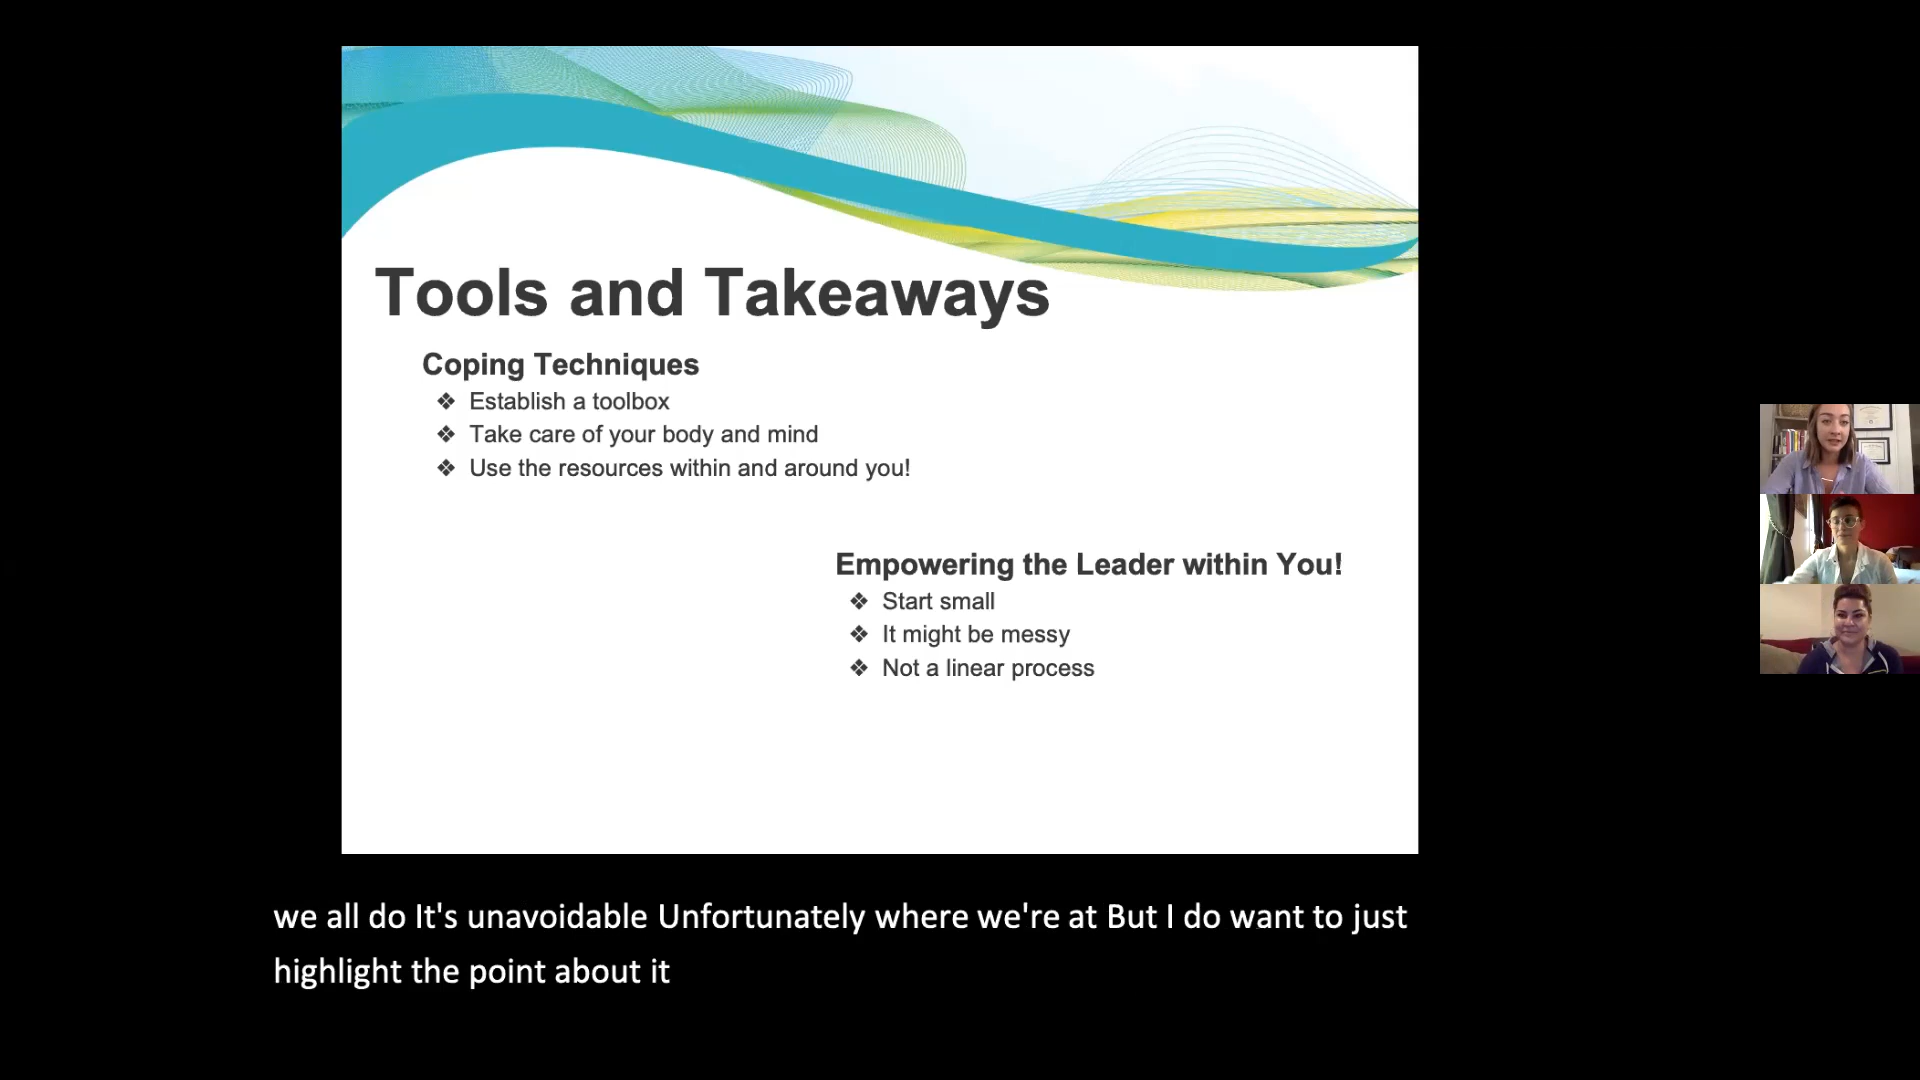 Tools and Takeaways
Coping Techniques
❖ Establish a toolbox
❖ Take care of your body and mind
❖ Use the resources within and around you!
Empowering the Leader within You!
❖ Start small
❖ It might be messy
❖ Not a linear process
we all do It's unavoidable Unfortunately where we're at But I do want to just
highlight the point about it